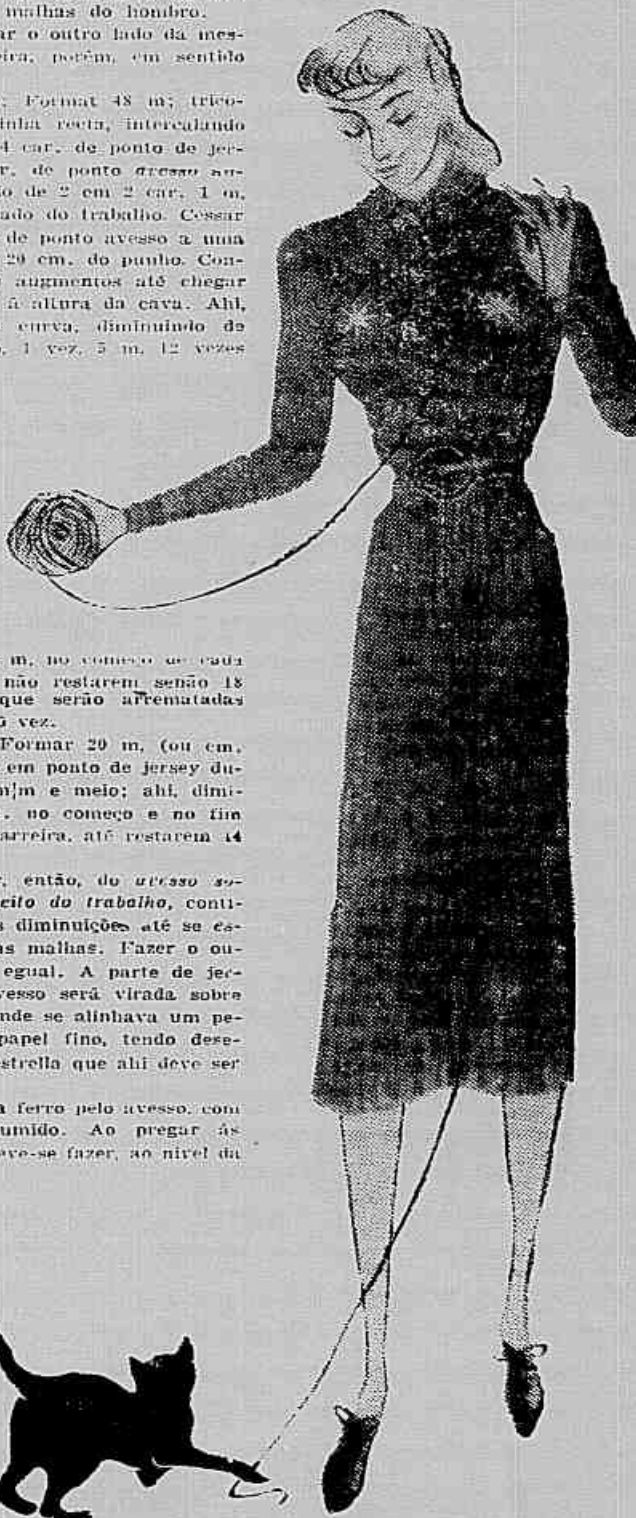 malhas do hombro.
ar o outro lado da mes-
eira, porém, em sentido
: Format 48 m; trico-
inha recta, intercalando
4 car. de ponto de jer-
r. de ponto avesso
o de 2 em 2 car. 1 m.
ado do trabalho. Cessar
de ponto avesso a uma
20 cm. do punho. Con-
augmentos até chegar
á altura da cava. Ahi,
curva, diminuindo de
1 vez, 5 m. 12 vezes
m. no começo de cada
não restarem senão 18
que serão arrematadas
vez.
Formar 20 m. (ou cm.
em ponto de jersey du-
m|m e meio; ahi, dimi-
. no começo e no fim
arreira, até restarem 14
, então, do avesso so-
eito do trabalho, conti-
s diminuições até se es-
as malhas. Fazer o ou-
egual. A parte de jer-
vesso será virada sobre
nde se alinhava um pe-
papel fino, tendo dese-
strella que ahi deve ser
a ferro pelo avesso, com
umido. Ao pregar ás
eve-se fazer, ao nivel da